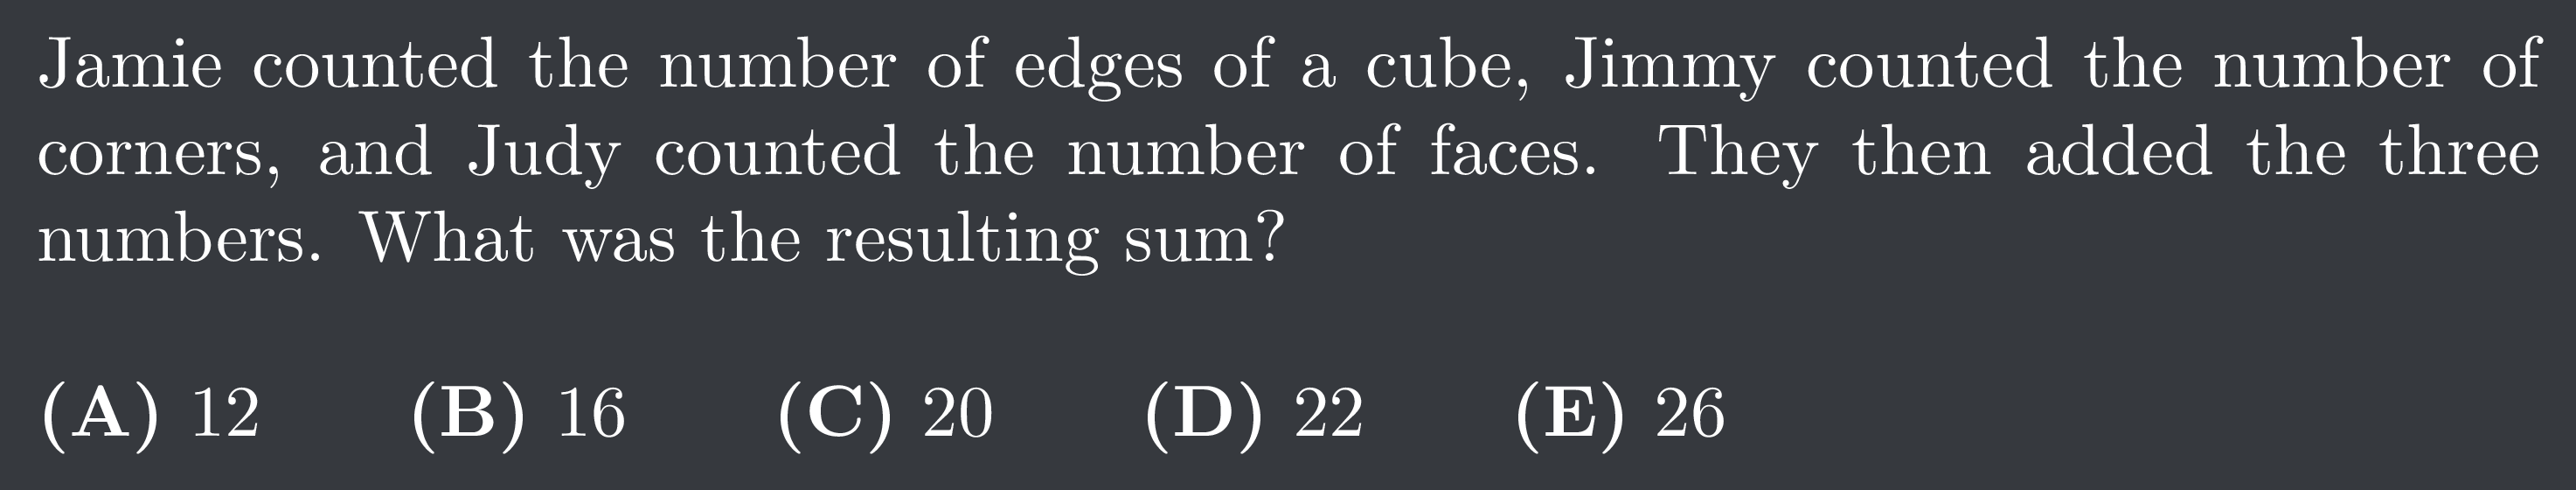 Jamie counted the number of edges of a cube, Jimmy counted the number of
corners, and Judy counted the number of faces. They then added the three
numbers. What was the resulting sum?
(A) 12 (B) 16 (C) 20 (D) 22 (E) 26